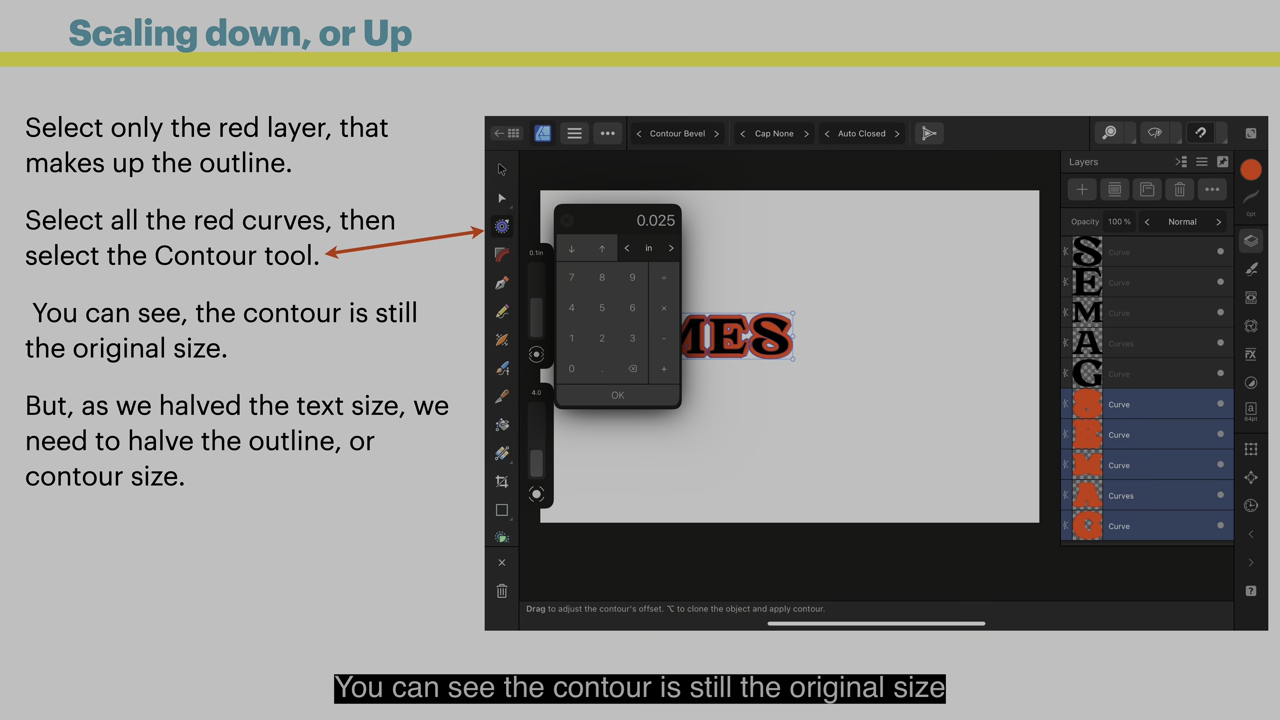 Scaling down, or Up
Select only the red layer, that
makes up the outline.
Select all the red curves, then
select the Contour tool.
You can see, the contour is still
the original size.
But, as we halved the text size, we
need to halve the outline, or
contour size.
Contour Bevel
Cap None
Auto Closed
Layers
Opacity 100 % Normal
0.025
in
7 8 9 ÷
4 5 6 ×
1 2 3 -
0 . +
OK
0.1in
4.0
MES
S Curve
E Curve
M Curve
A Curves
G Curve
Curve
Curve
Curve
Curves
Curve
0pt
FX
a
64pt
?
Drag to adjust the contour's offset. ⌥ to clone the object and apply contour.
You can see the contour is still the original size